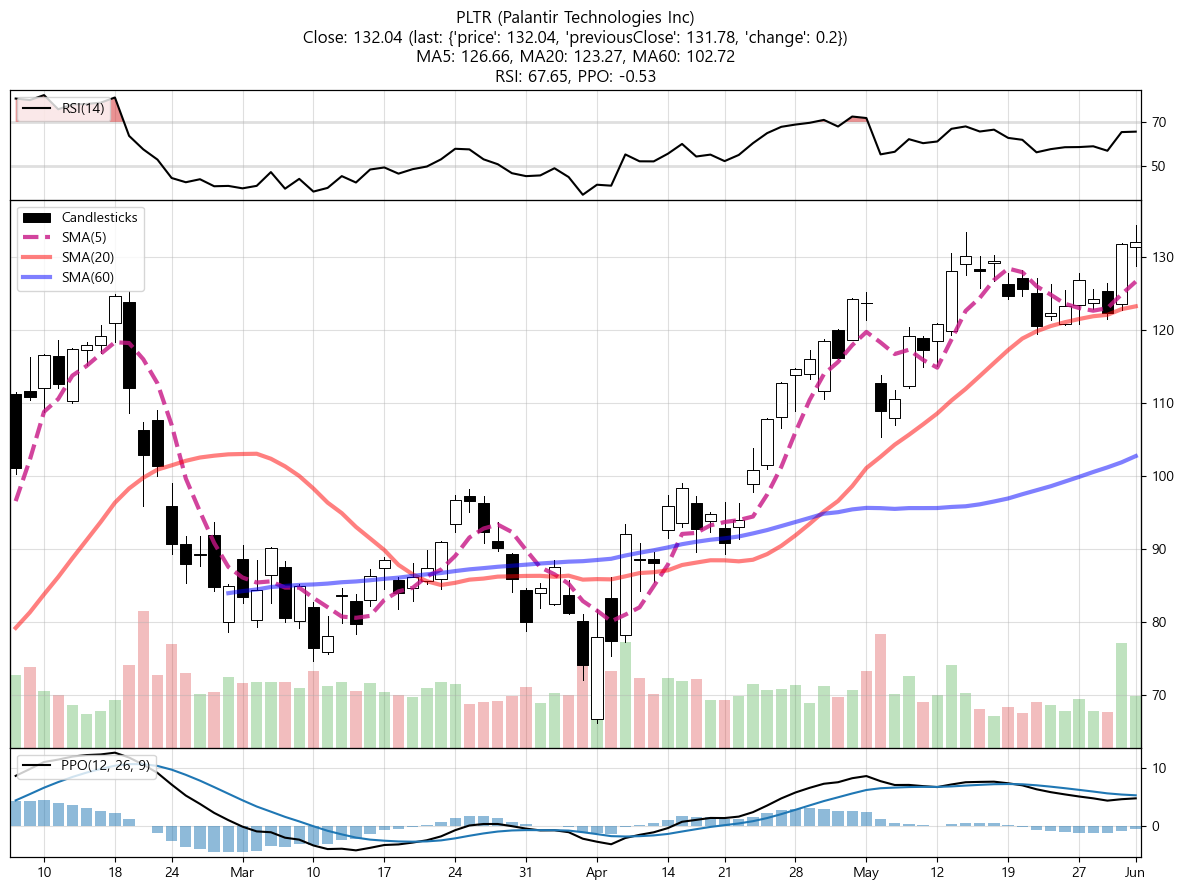 PLTR (Palantir Technologies Inc)
Close: 132.04 (last: {'price': 132.04, 'previousClose': 131.78, 'change': 0.2})
MA5: 126.66, MA20: 123.27, MA60: 102.72
RSI: 67.65, PPO: -0.53
RSI(14)
70
50
Candlesticks
SMA(5)
SMA(20)
SMA(60)
130
120
110
100
90
80
70
PPO(12, 26, 9)
10
0
10 18 24 Mar 10 17 24 31 Apr 14 21 28 May 12 19 27 Jun